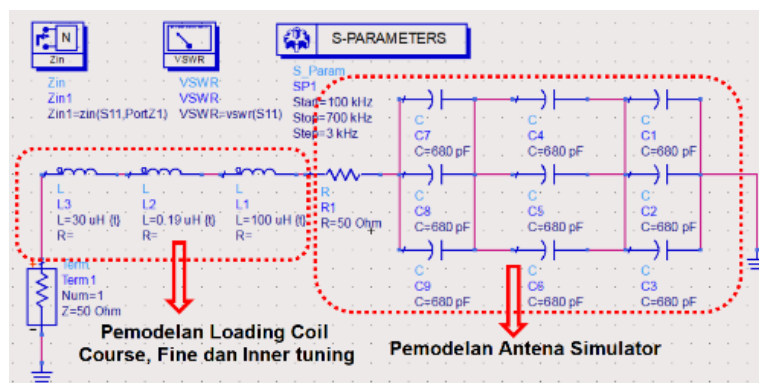 N
S-PARAMETERS
Zin
VSWR
Zin
Zin1
Zin1=zin(S11,PortZ1)
VSWR
VSWR
VSWR=vswr(S11)
S_Param
SP1
Start=100 kHz
Stop=700 kHz
Step=3 kHz
C
C7
C=680 pF
C
C4
C=680 pF
C
C1
C=680 pF
L
L3
L=30 uH {t}
R=
L
L2
L=0.19 uH {t}
R=
L
L1
L=100 uH {t}
R=
R
R1
R=50 Ohm
C
C8
C=680 pF
C
C5
C=680 pF
C
C2
C=680 pF
Term
Term1
Num=1
Z=50 Ohm
C
C9
C=680 pF
C
C6
C=680 pF
C
C3
C=680 pF
Pemodelan Loading Coil
Course, Fine dan Inner tuning
Pemodelan Antena Simulator